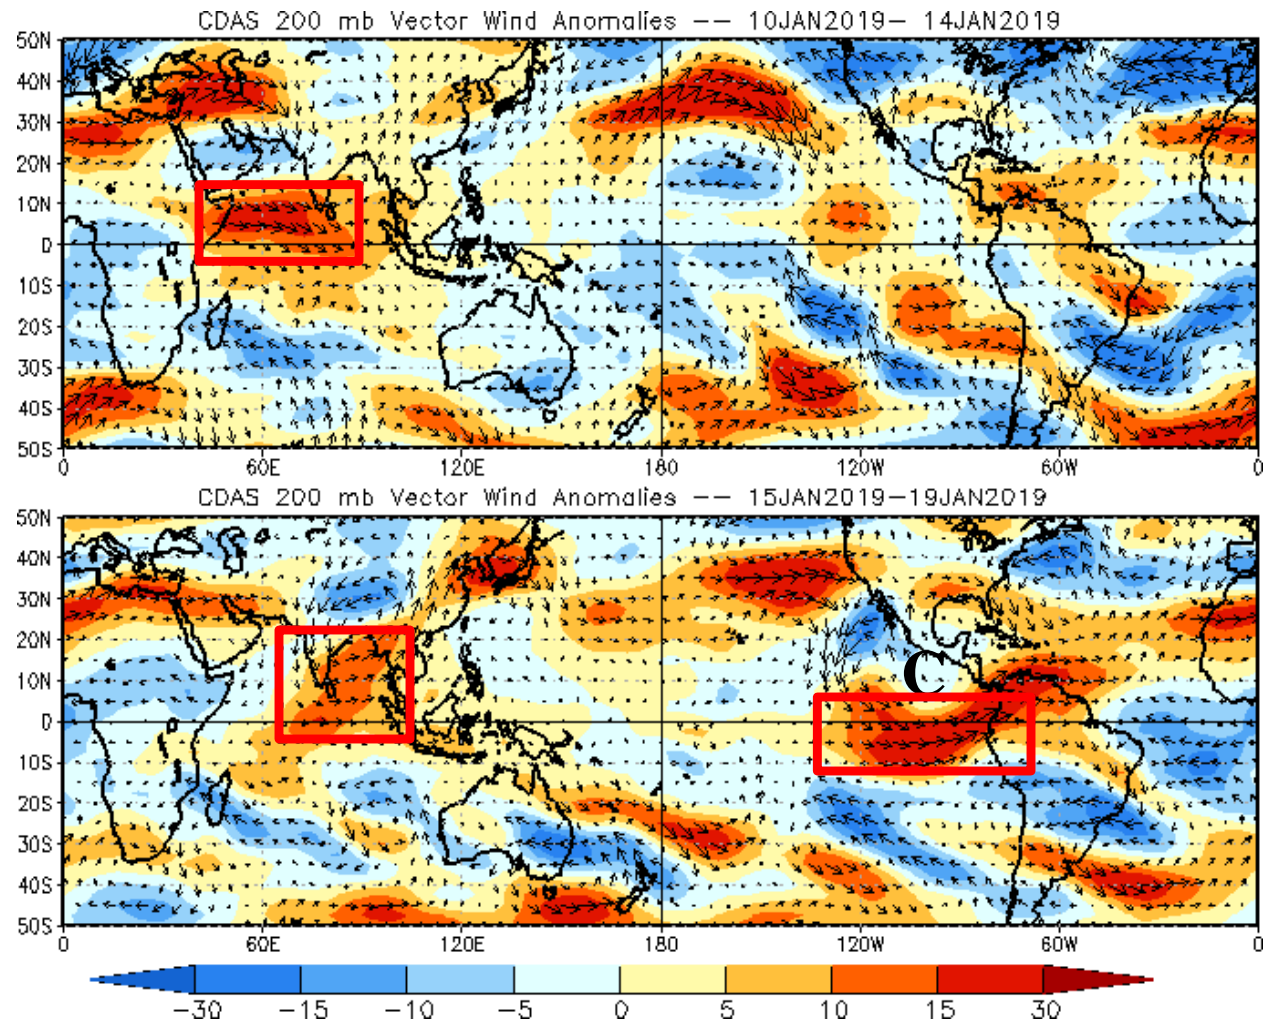 CDAS 200 mb Vector Wind Anomalies -- 10JAN2019- 14JAN2019
50N
40N
30N
20N
10N
0
10S
20S
30S
40S
50S
0 60E 120E 180 120W 60W 0
CDAS 200 mb Vector Wind Anomalies -- 15JAN2019-19JAN2019
50N
40N
30N
20N
10N
0
10S
20S
30S
40S
50S
C
0 60E 120E 180 120W 60W 0
-30 -15 -10 -5 0 5 10 15 30